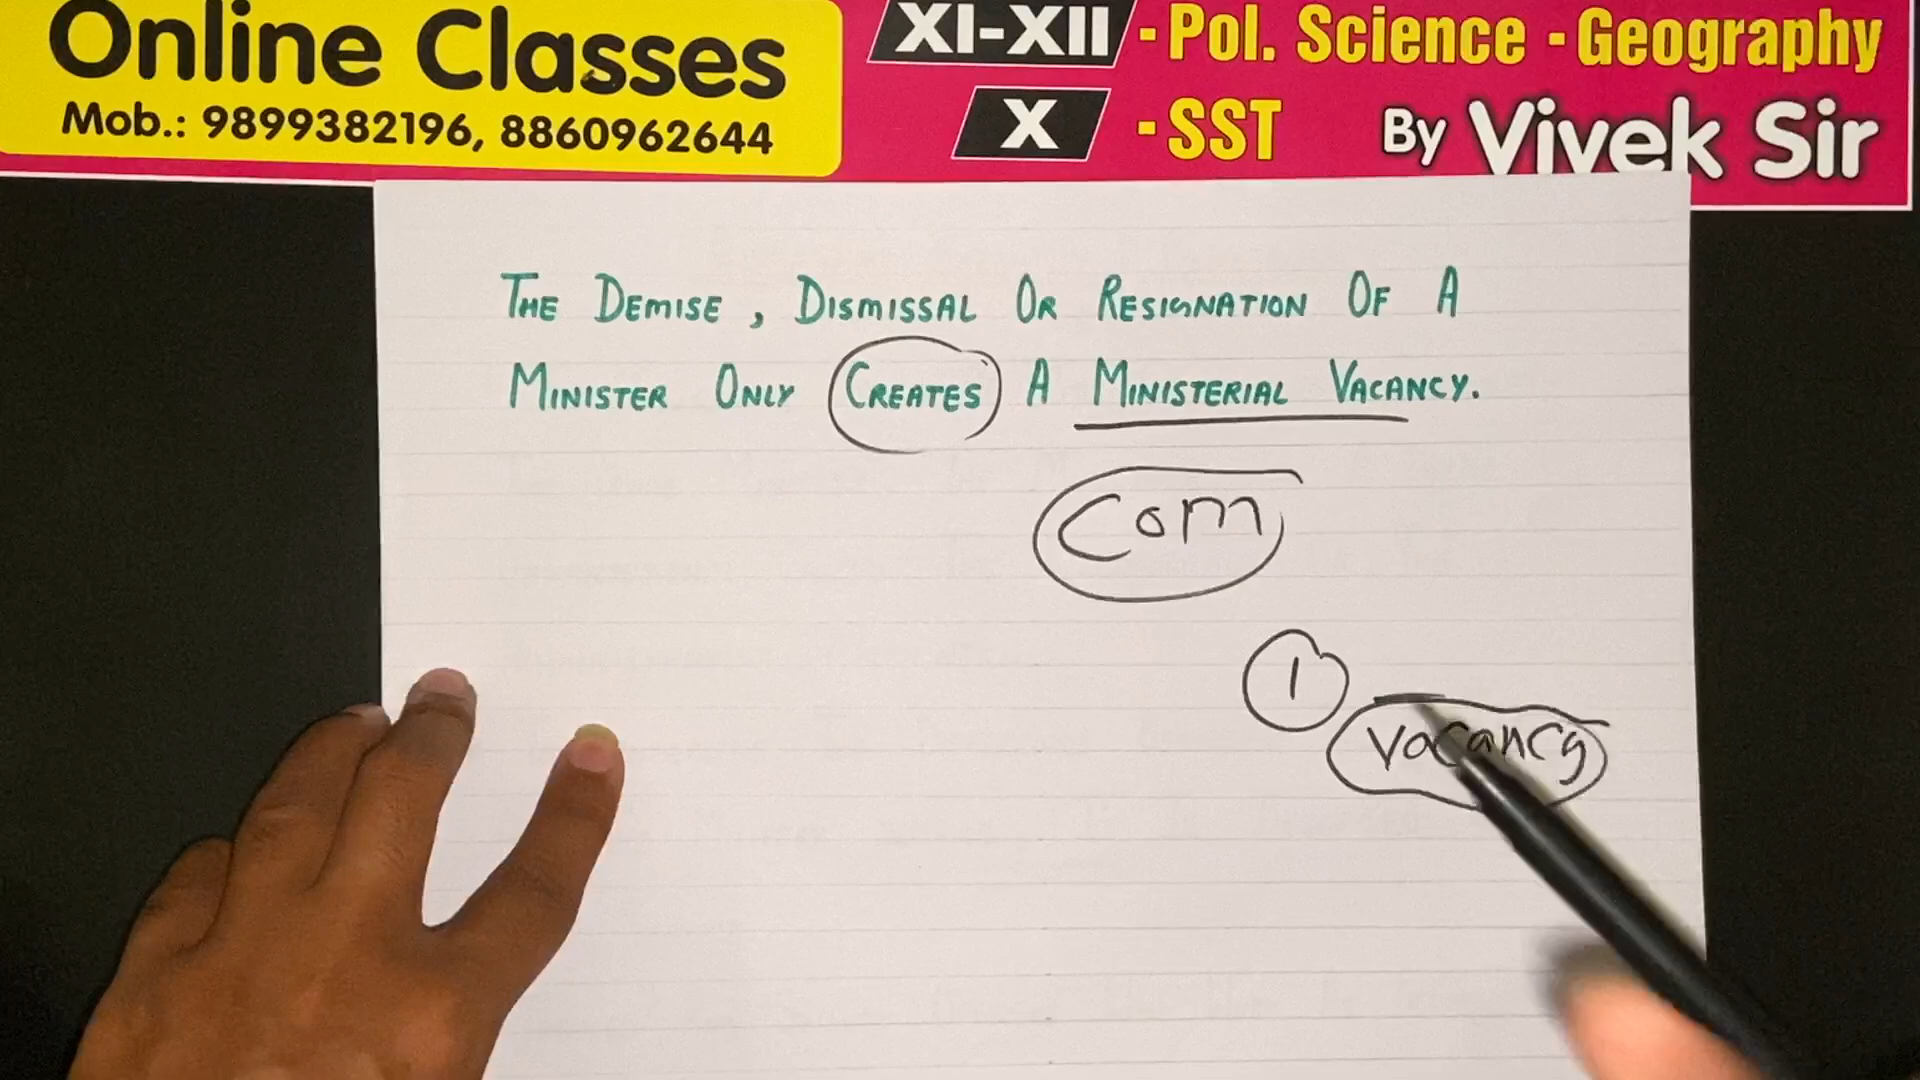 Online Classes
Mob.: 9899382196, 8860962644
XI-XII - Pol. Science - Geography
X - SST By Vivek Sir
THE DEMISE, DISMISSAL OR RESIGNATION OF A
MINISTER ONLY CREATES A MINISTERIAL VACANCY.
COM
1
vacancy